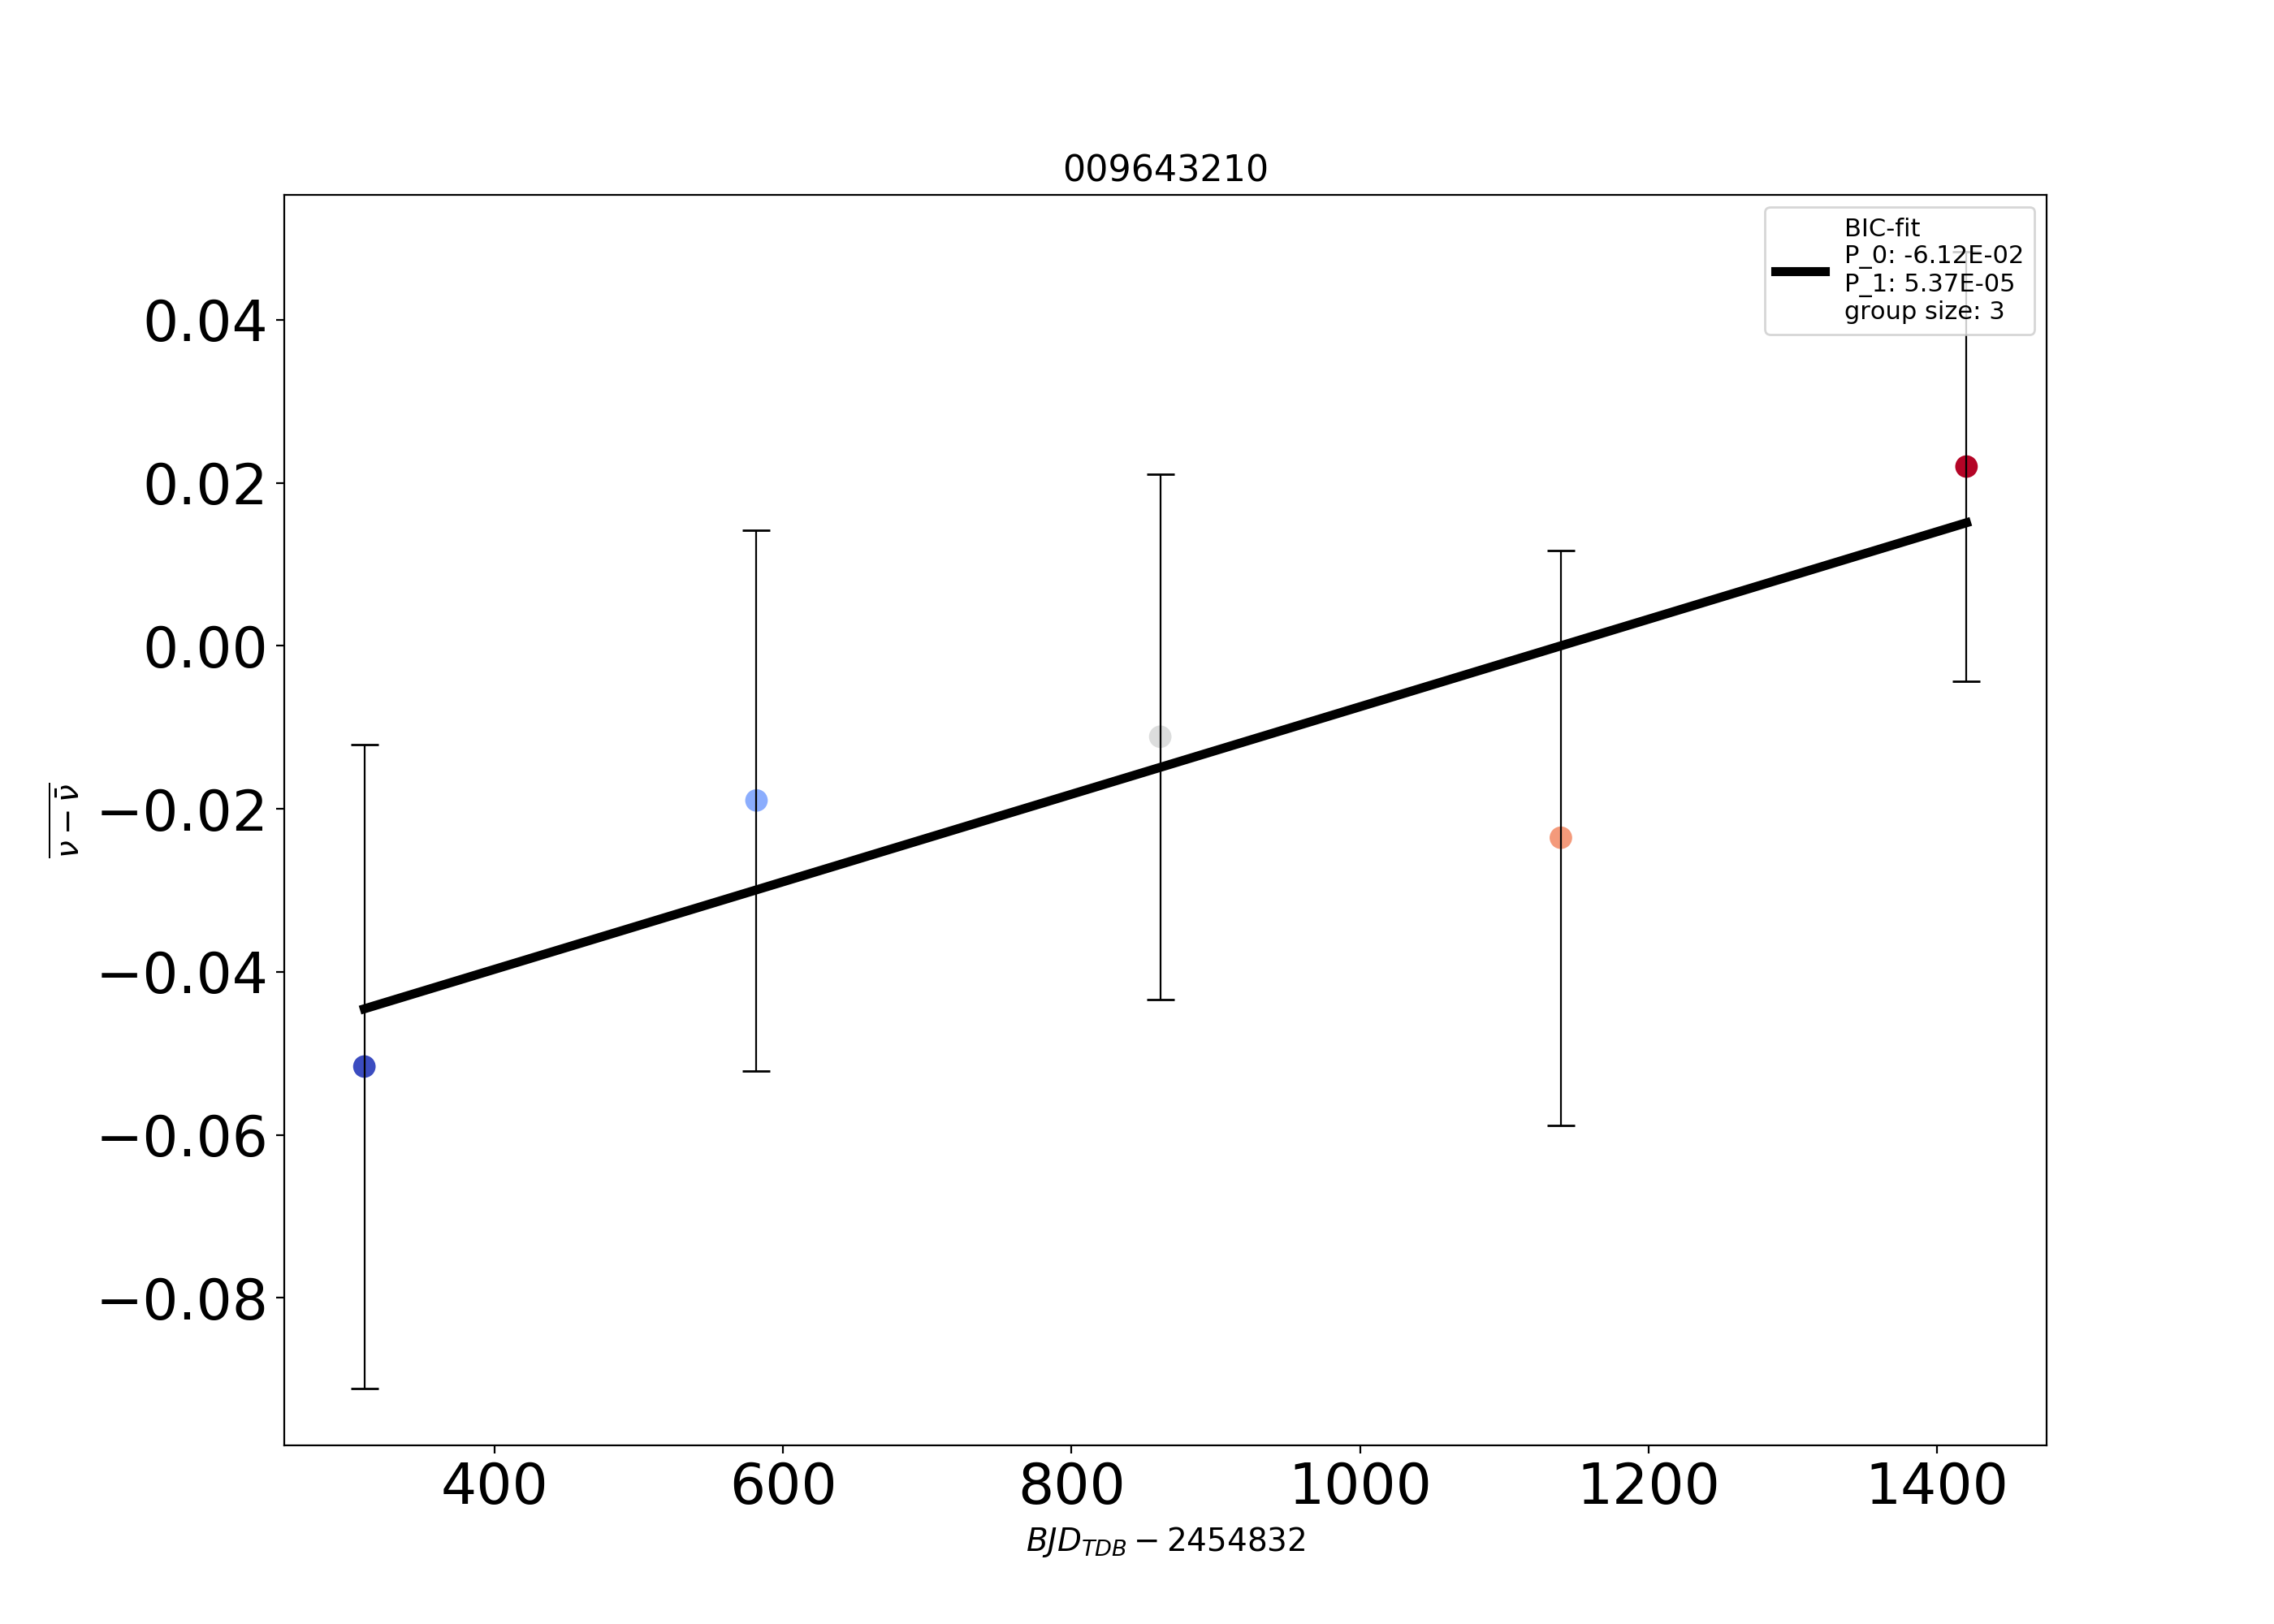 009643210
BIC-fit
P_0: -6.12E-02
P_1: 5.37E-05
group size: 3
0.04
0.02
0.00
−0.02
−0.04
−0.06
−0.08
ν − ν̄
400 600 800 1000 1200 1400
BJD_TDB − 2454832